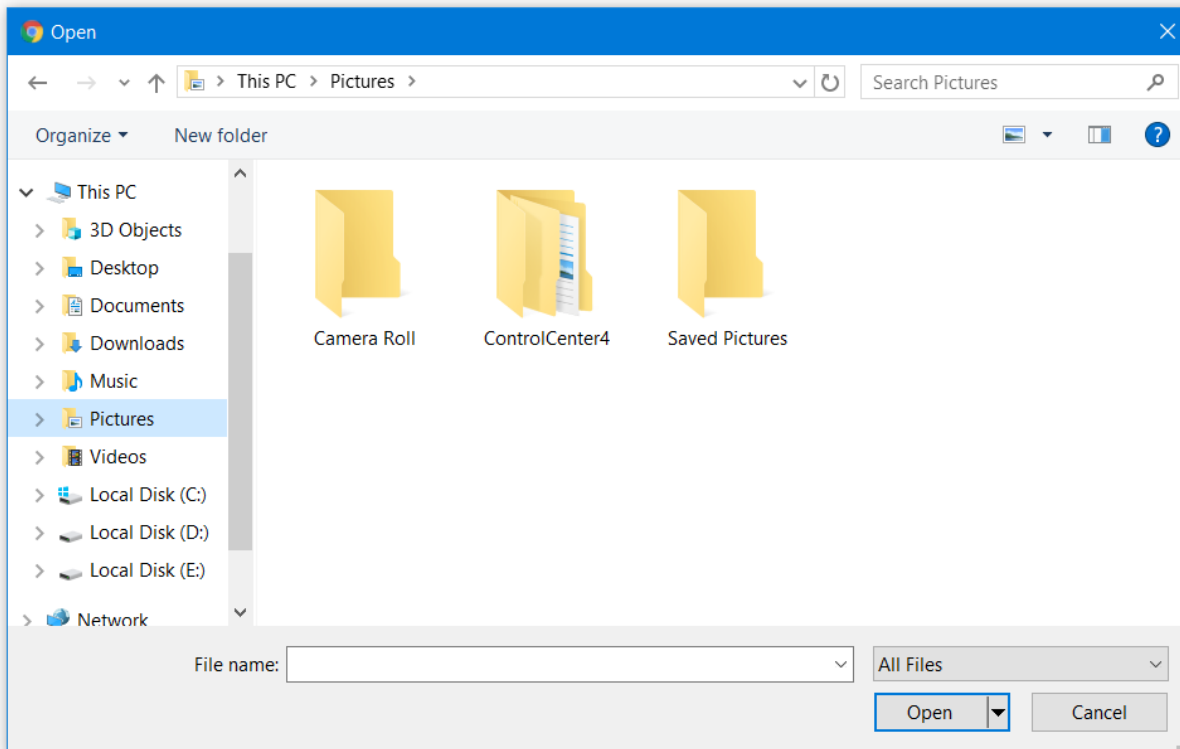 Open
This PC > Pictures >
Search Pictures
Organize
New folder
?
This PC
3D Objects
Desktop
Documents
Downloads
Music
Pictures
Videos
Local Disk (C:)
Local Disk (D:)
Local Disk (E:)
Network
Camera Roll
ControlCenter4
Saved Pictures
File name:
All Files
Open
Cancel